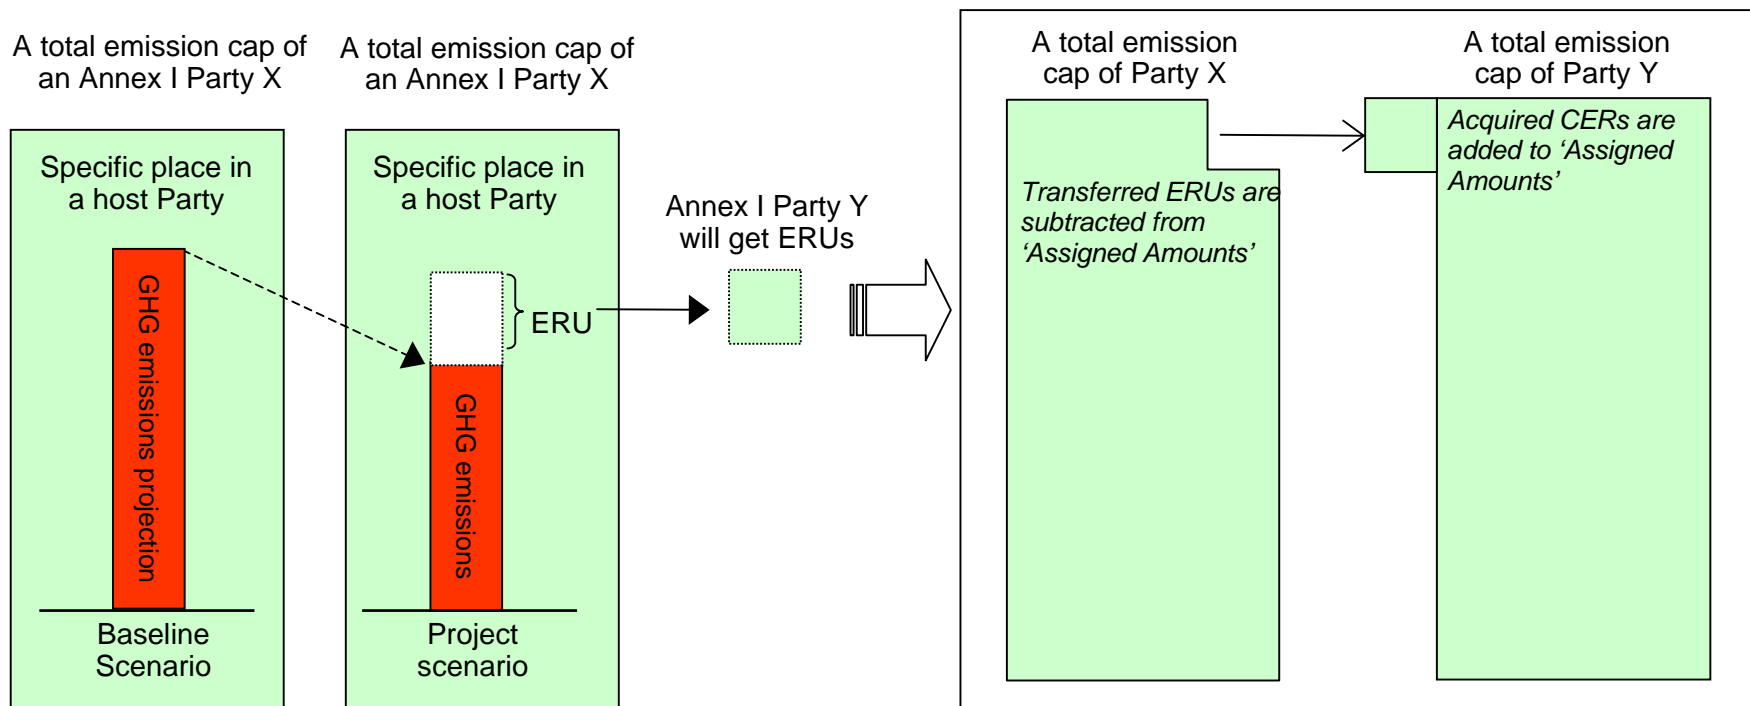 A total emission cap of
an Annex I Party X
Specific place in
a host Party
GHG emissions projection
Baseline
Scenario
A total emission cap of
an Annex I Party X
Specific place in
a host Party
ERU
GHG emissions
Project
scenario
Annex I Party Y
will get ERUs
A total emission
cap of Party X
Transferred ERUs are
subtracted from
‘Assigned Amounts’
A total emission
cap of Party Y
Acquired CERs are
added to ‘Assigned
Amounts’